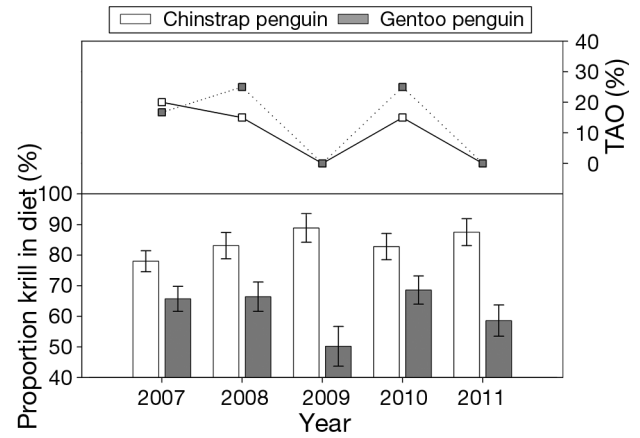 Chinstrap penguin Gentoo penguin
40
30
20
10
0
TAO (%)
100
90
80
70
60
50
40
Proportion krill in diet (%)
2007 2008 2009 2010 2011
Year